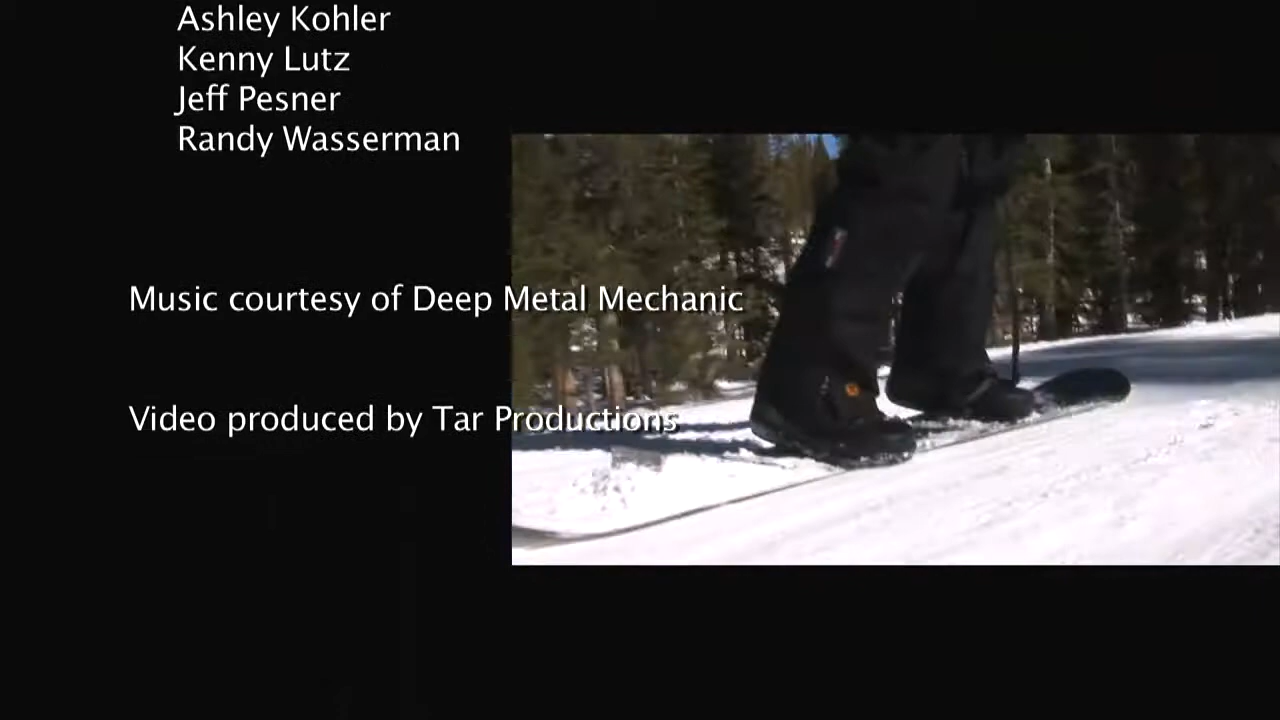 Ashley Kohler
Kenny Lutz
Jeff Pesner
Randy Wasserman
Music courtesy of Deep Metal Mechanic
Video produced by Tar Productions